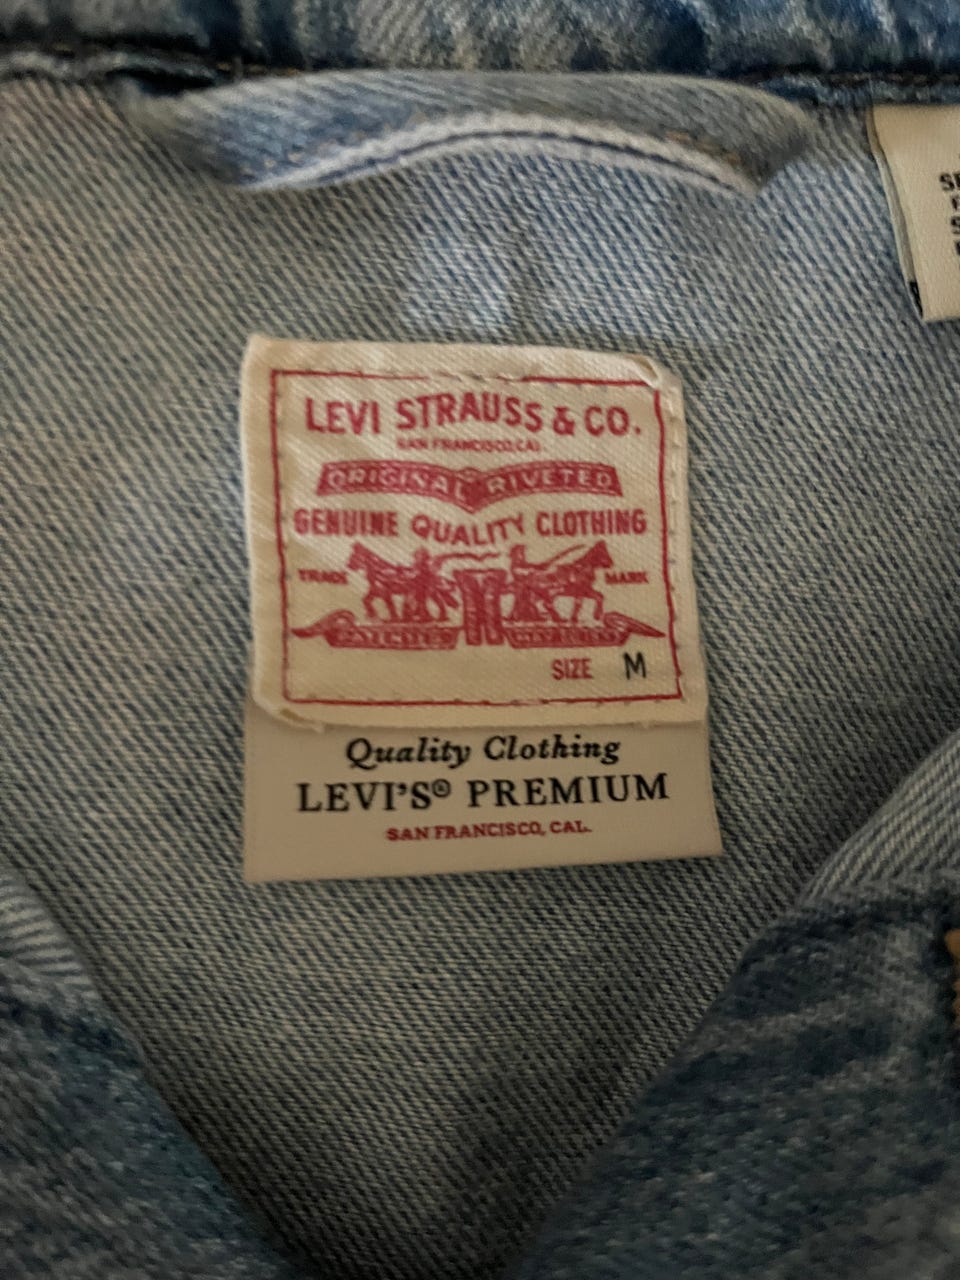 LEVI STRAUSS & CO.
SAN FRANCISCO, CAL.
ORIGINAL RIVETED
GENUINE QUALITY CLOTHING
TRADE MARK
PATENTED
SIZE M
Quality Clothing
LEVI'S® PREMIUM
SAN FRANCISCO, CAL.